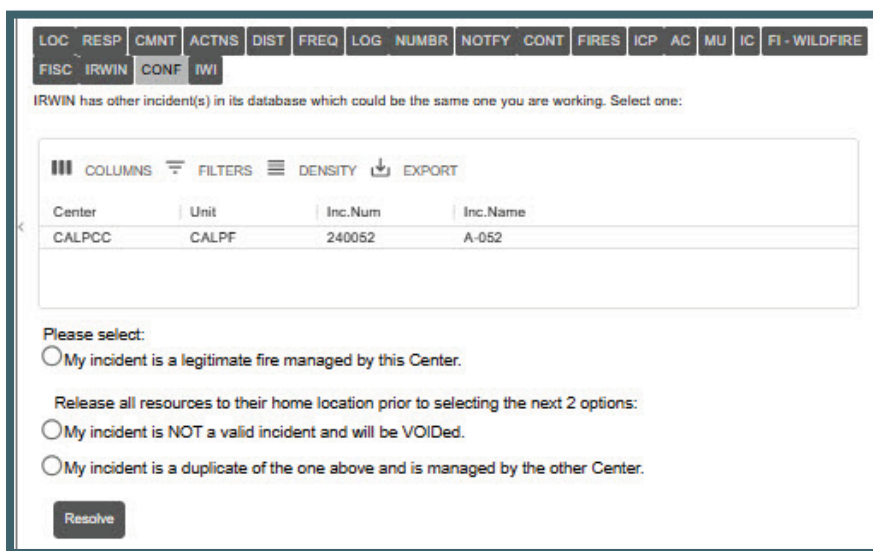 LOC RESP CMNT ACTNS DIST FREQ LOG NUMBR NOTFY CONT FIRES ICP AC MU IC FI - WILDFIRE
FISC IRWIN CONF IWI
IRWIN has other incident(s) in its database which could be the same one you are working. Select one:
COLUMNS FILTERS DENSITY EXPORT
Center Unit Inc.Num Inc.Name
CALPCC CALPF 240052 A-052
Please select:
My incident is a legitimate fire managed by this Center.
Release all resources to their home location prior to selecting the next 2 options:
My incident is NOT a valid incident and will be VOIDed.
My incident is a duplicate of the one above and is managed by the other Center.
Resolve